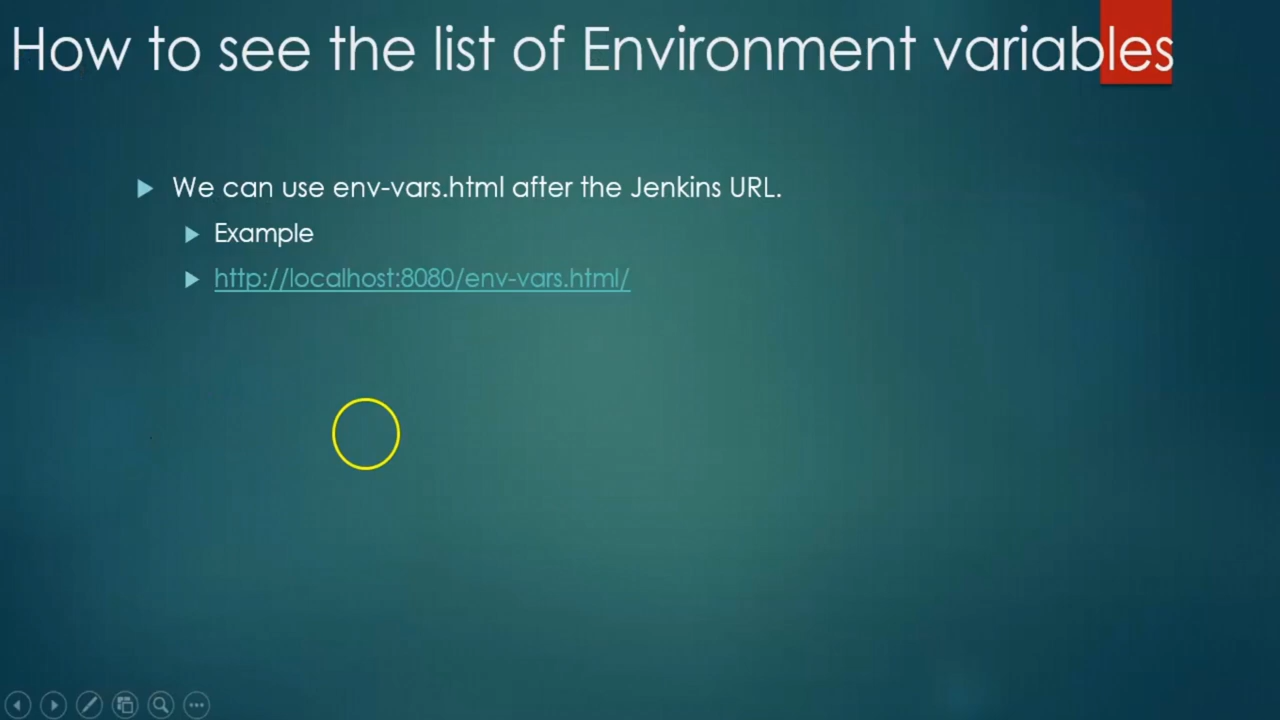 How to see the list of Environment variables
We can use env-vars.html after the Jenkins URL.
Example
http://localhost:8080/env-vars.html/